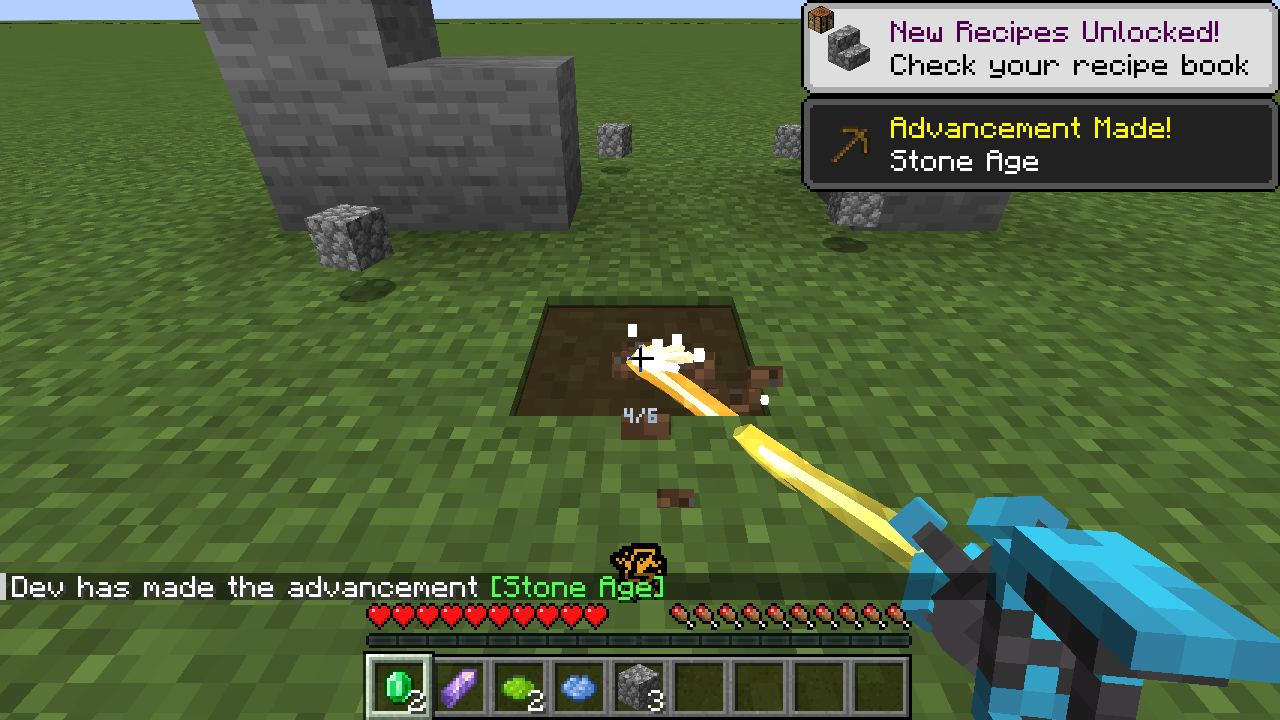 New Recipes Unlocked!
Check your recipe book
Advancement Made!
Stone Age
4/6
Dev has made the advancement [Stone Age]
2
2
3